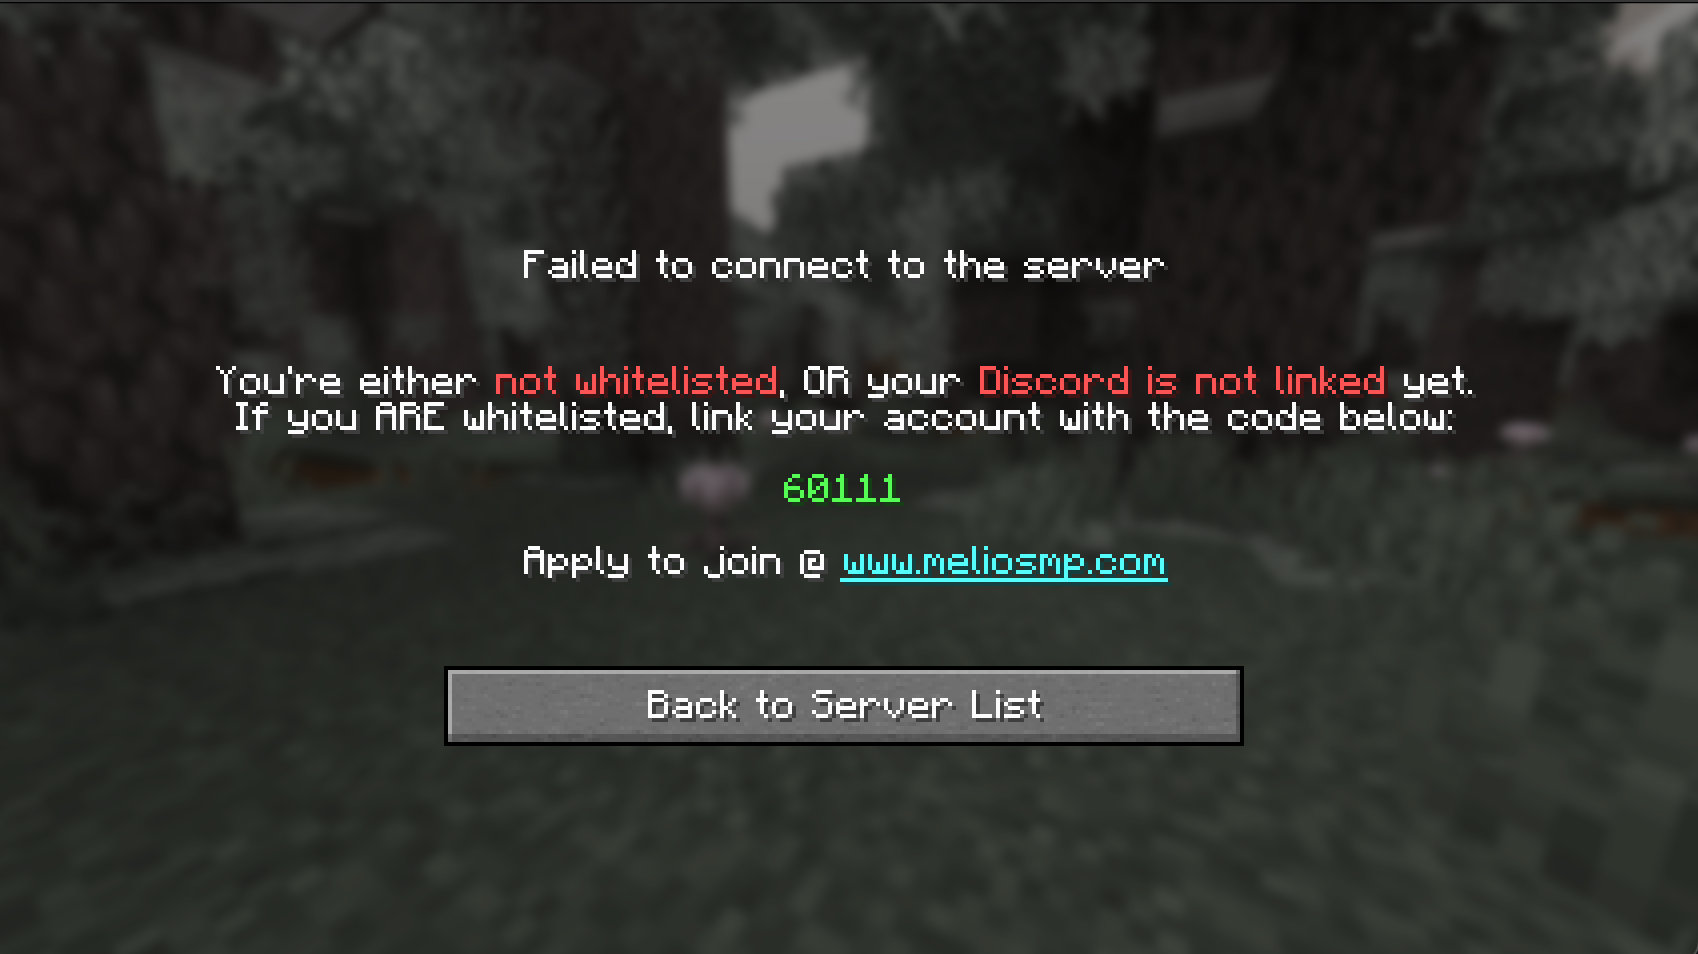 Failed to connect to the server
You're either not whitelisted, OR your Discord is not linked yet.
If you ARE whitelisted, link your account with the code below:
60111
Apply to join @ www.meliosmp.com
Back to Server List